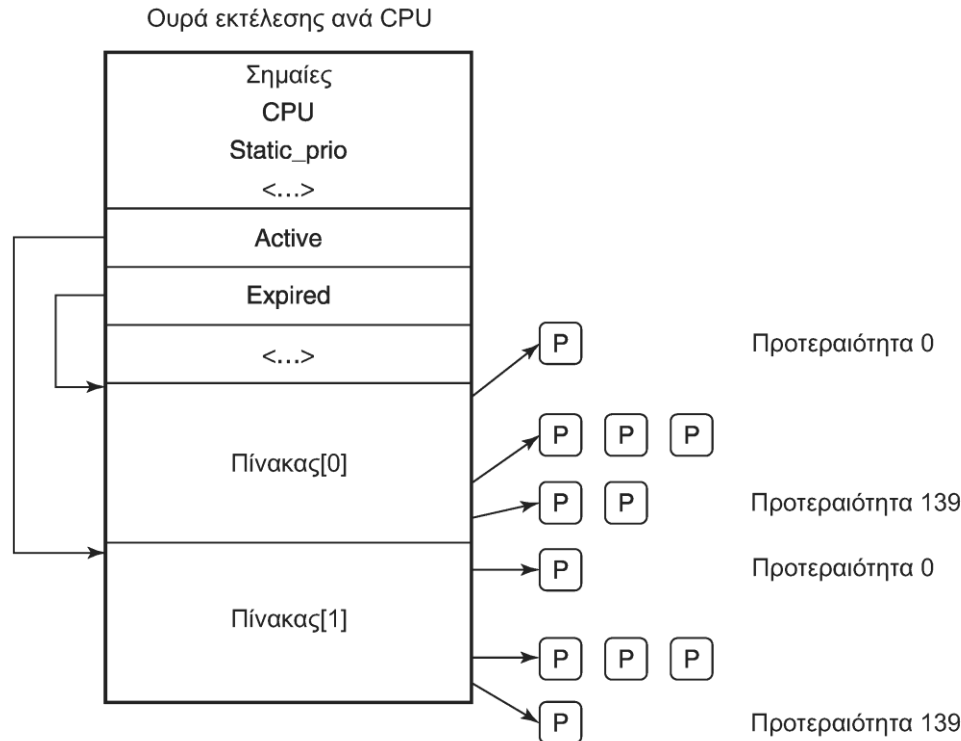 Ουρά εκτέλεσης ανά CPU
Σημαίες
CPU
Static_prio
<...>
Active
Expired
<...>
P Προτεραιότητα 0
P P P
Πίνακας[0]
P P Προτεραιότητα 139
P Προτεραιότητα 0
Πίνακας[1]
P P P
P Προτεραιότητα 139